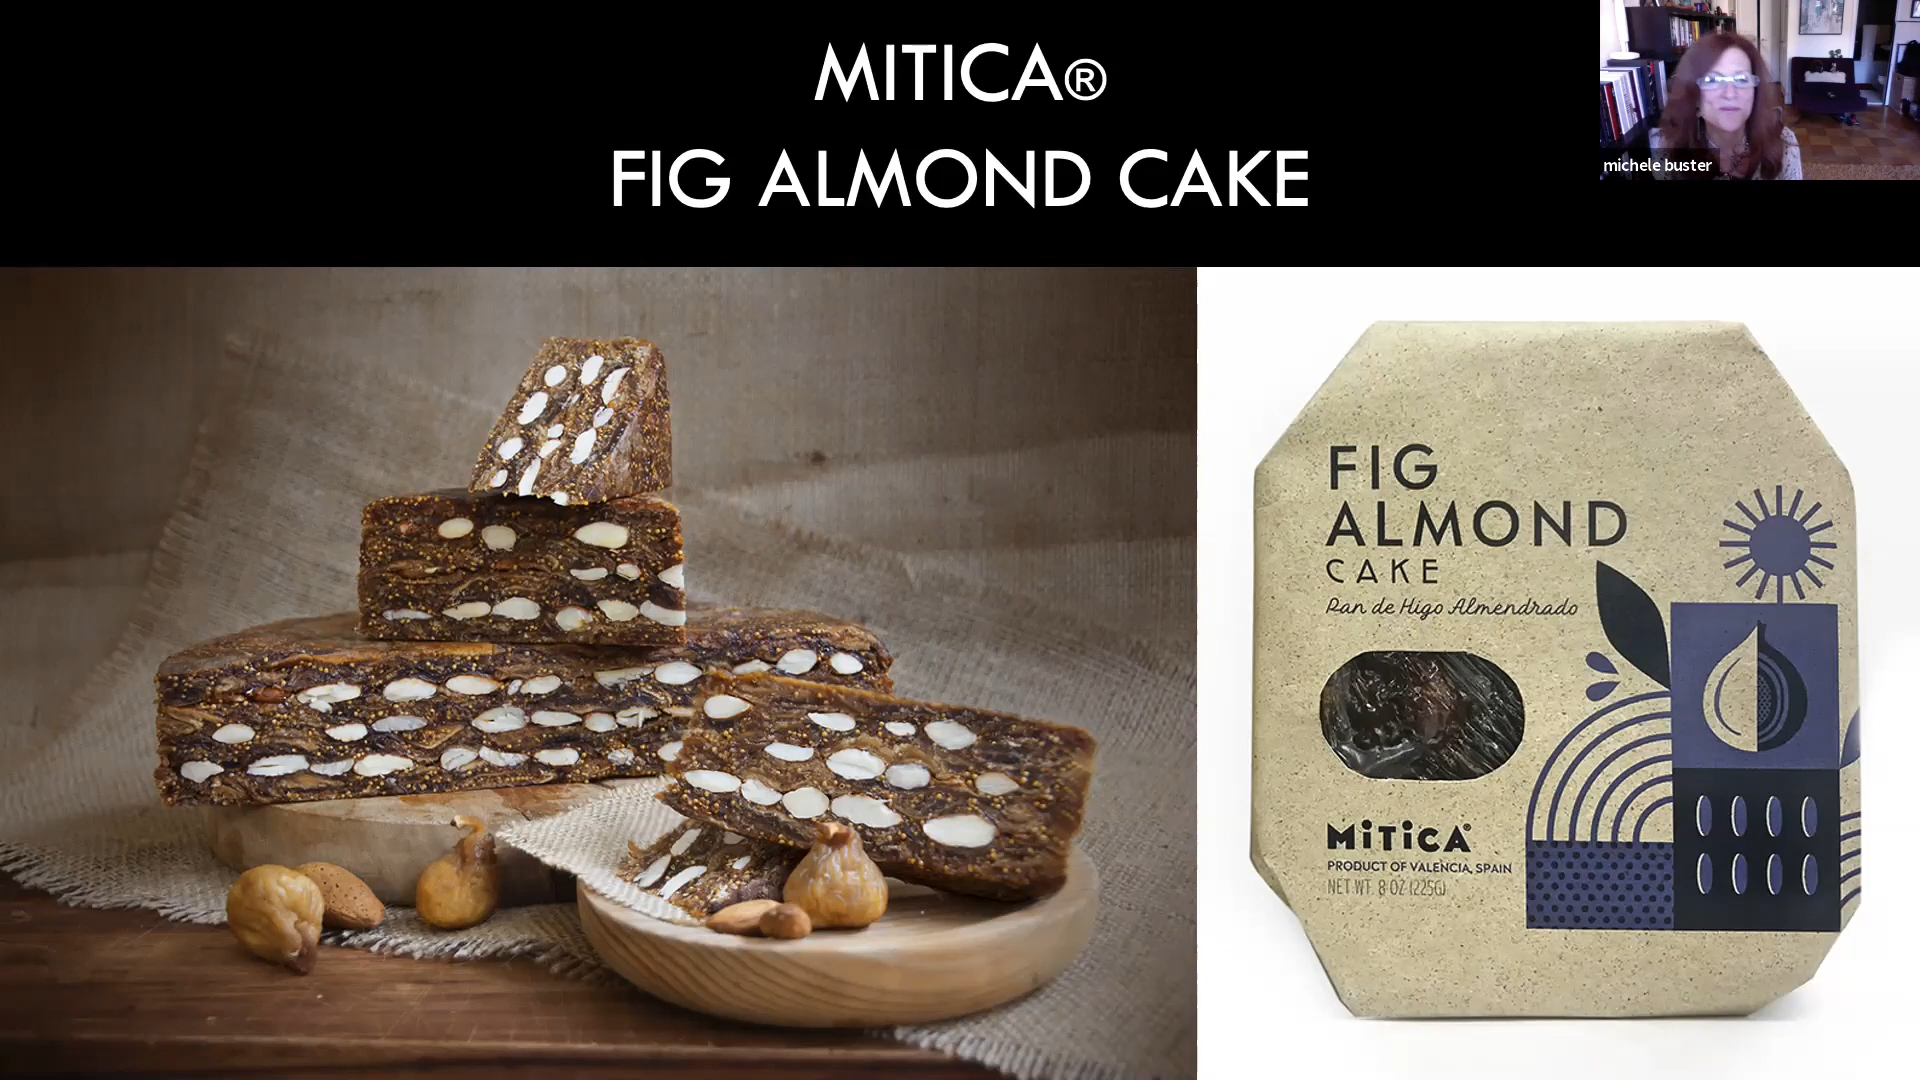 MITICA®
FIG ALMOND CAKE
michele buster
FIG
ALMOND
CAKE
Pan de Higo Almendrado
MiTiCA®
PRODUCT OF VALENCIA, SPAIN
NET WT. 8 OZ (225G)